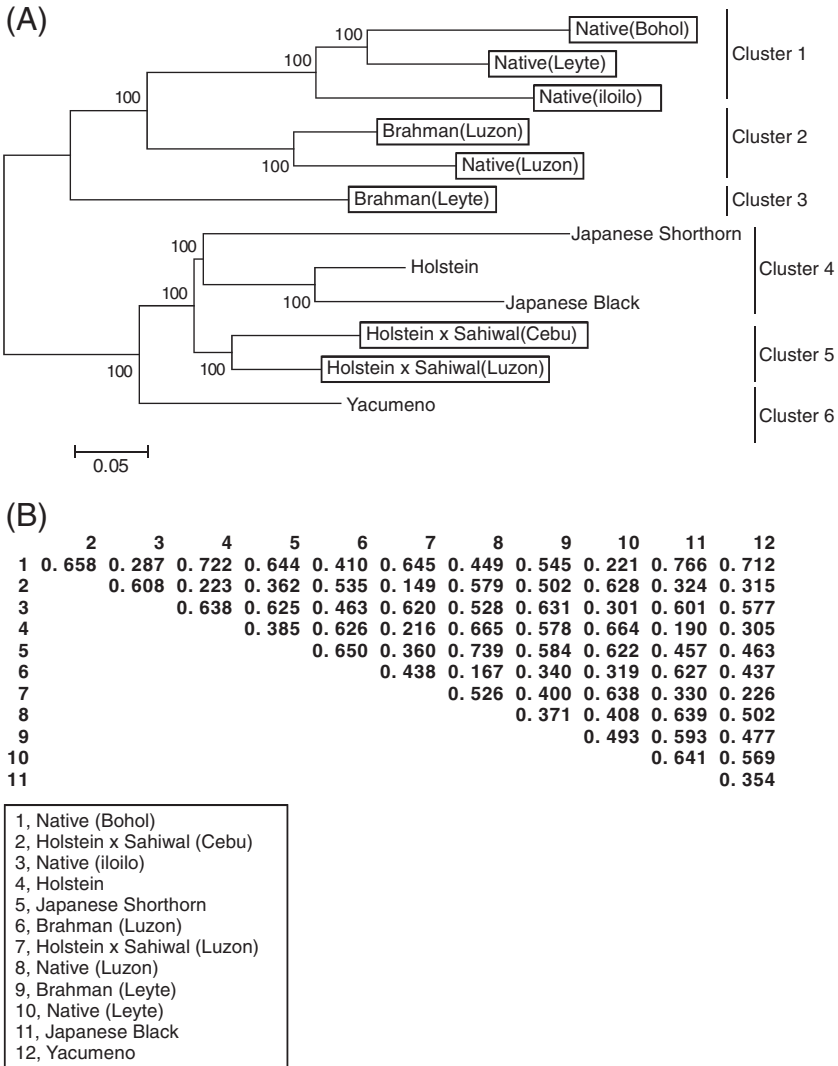 (A)
100
100
100
100
Native(Bohol)
Native(Leyte)
Native(iloilo)
Cluster 1
Brahman(Luzon)
Native(Luzon)
Cluster 2
Brahman(Leyte)
Cluster 3
100
100
100
100
100
Japanese Shorthorn
Holstein
Japanese Black
Cluster 4
Holstein x Sahiwal(Cebu)
Holstein x Sahiwal(Luzon)
Cluster 5
Yacumeno
Cluster 6
0.05
(B)
2 3 4 5 6 7 8 9 10 11 12
1 0. 658 0. 287 0. 722 0. 644 0. 410 0. 645 0. 449 0. 545 0. 221 0. 766 0. 712
2 0. 608 0. 223 0. 362 0. 535 0. 149 0. 579 0. 502 0. 628 0. 324 0. 315
3 0. 638 0. 625 0. 463 0. 620 0. 528 0. 631 0. 301 0. 601 0. 577
4 0. 385 0. 626 0. 216 0. 665 0. 578 0. 664 0. 190 0. 305
5 0. 650 0. 360 0. 739 0. 584 0. 622 0. 457 0. 463
6 0. 438 0. 167 0. 340 0. 319 0. 627 0. 437
7 0. 526 0. 400 0. 638 0. 330 0. 226
8 0. 371 0. 408 0. 639 0. 502
9 0. 493 0. 593 0. 477
10 0. 641 0. 569
11 0. 354
1, Native (Bohol)
2, Holstein x Sahiwal (Cebu)
3, Native (iloilo)
4, Holstein
5, Japanese Shorthorn
6, Brahman (Luzon)
7, Holstein x Sahiwal (Luzon)
8, Native (Luzon)
9, Brahman (Leyte)
10, Native (Leyte)
11, Japanese Black
12, Yacumeno